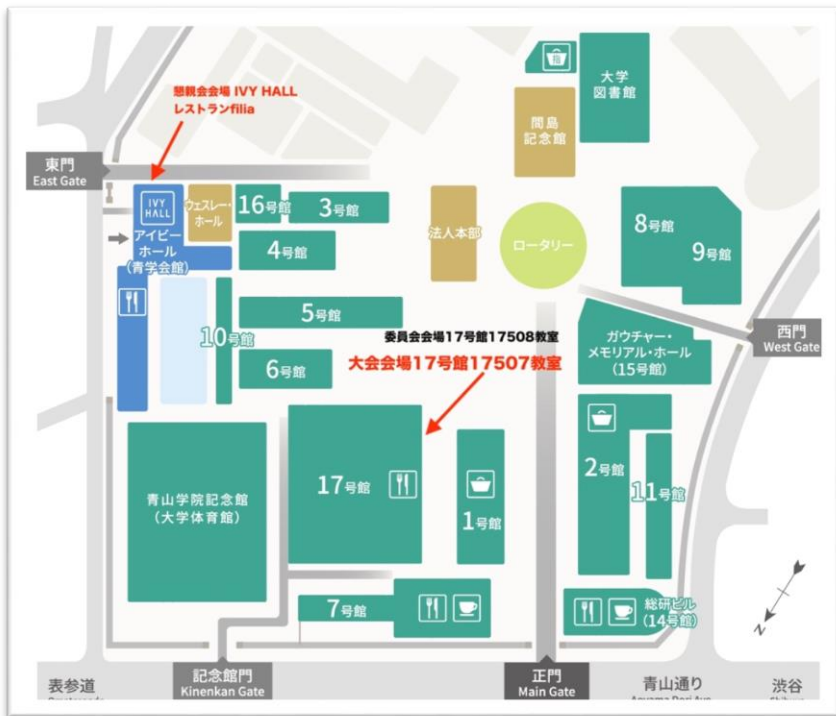 懇親会会場 IVY HALL
レストランfilia
指
大学
図書館
間島
記念館
東門
East Gate
IVY
HALL
アイビー
ホール
(青学会館)
ウェスレー・
ホール
16号館
3号館
4号館
法人本部
ロータリー
8号館
9号館
5号館
10号館
6号館
委員会会場17号館17508教室
大会会場17号館17507教室
ガウチャー・
メモリアル・ホール
(15号館)
西門
West Gate
青山学院記念館
(大学体育館)
17号館
1号館
2号館
11号館
7号館
総研ビル
(14号館)
N
表参道
記念館門
Kinenkan Gate
正門
Main Gate
青山通り
渋谷